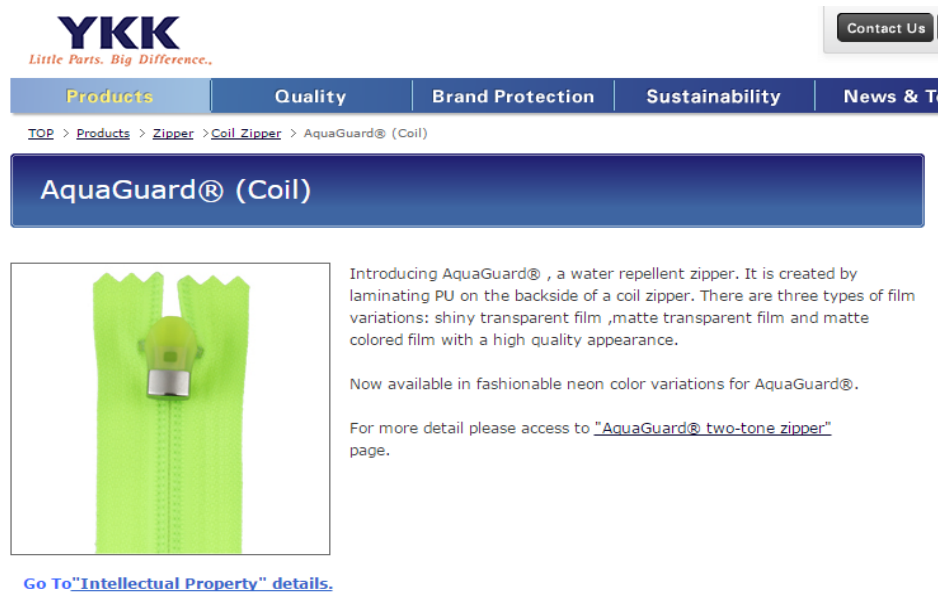 YKK
Little Parts. Big Difference.,
Contact Us
Products Quality Brand Protection Sustainability News & T
TOP > Products > Zipper >Coil Zipper > AquaGuard® (Coil)
AquaGuard® (Coil)
Introducing AquaGuard® , a water repellent zipper. It is created by
laminating PU on the backside of a coil zipper. There are three types of film
variations: shiny transparent film ,matte transparent film and matte
colored film with a high quality appearance.
Now available in fashionable neon color variations for AquaGuard®.
For more detail please access to "AquaGuard® two-tone zipper"
page.
Go To"Intellectual Property" details.